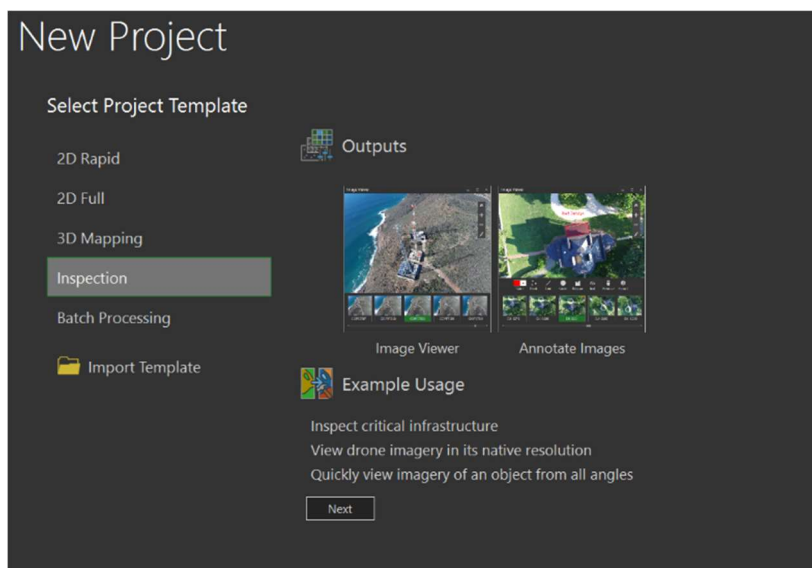 New Project
Select Project Template
2D Rapid
2D Full
3D Mapping
Inspection
Batch Processing
Import Template
Outputs
Image Viewer
Annotate Images
Example Usage
Inspect critical infrastructure
View drone imagery in its native resolution
Quickly view imagery of an object from all angles
Next